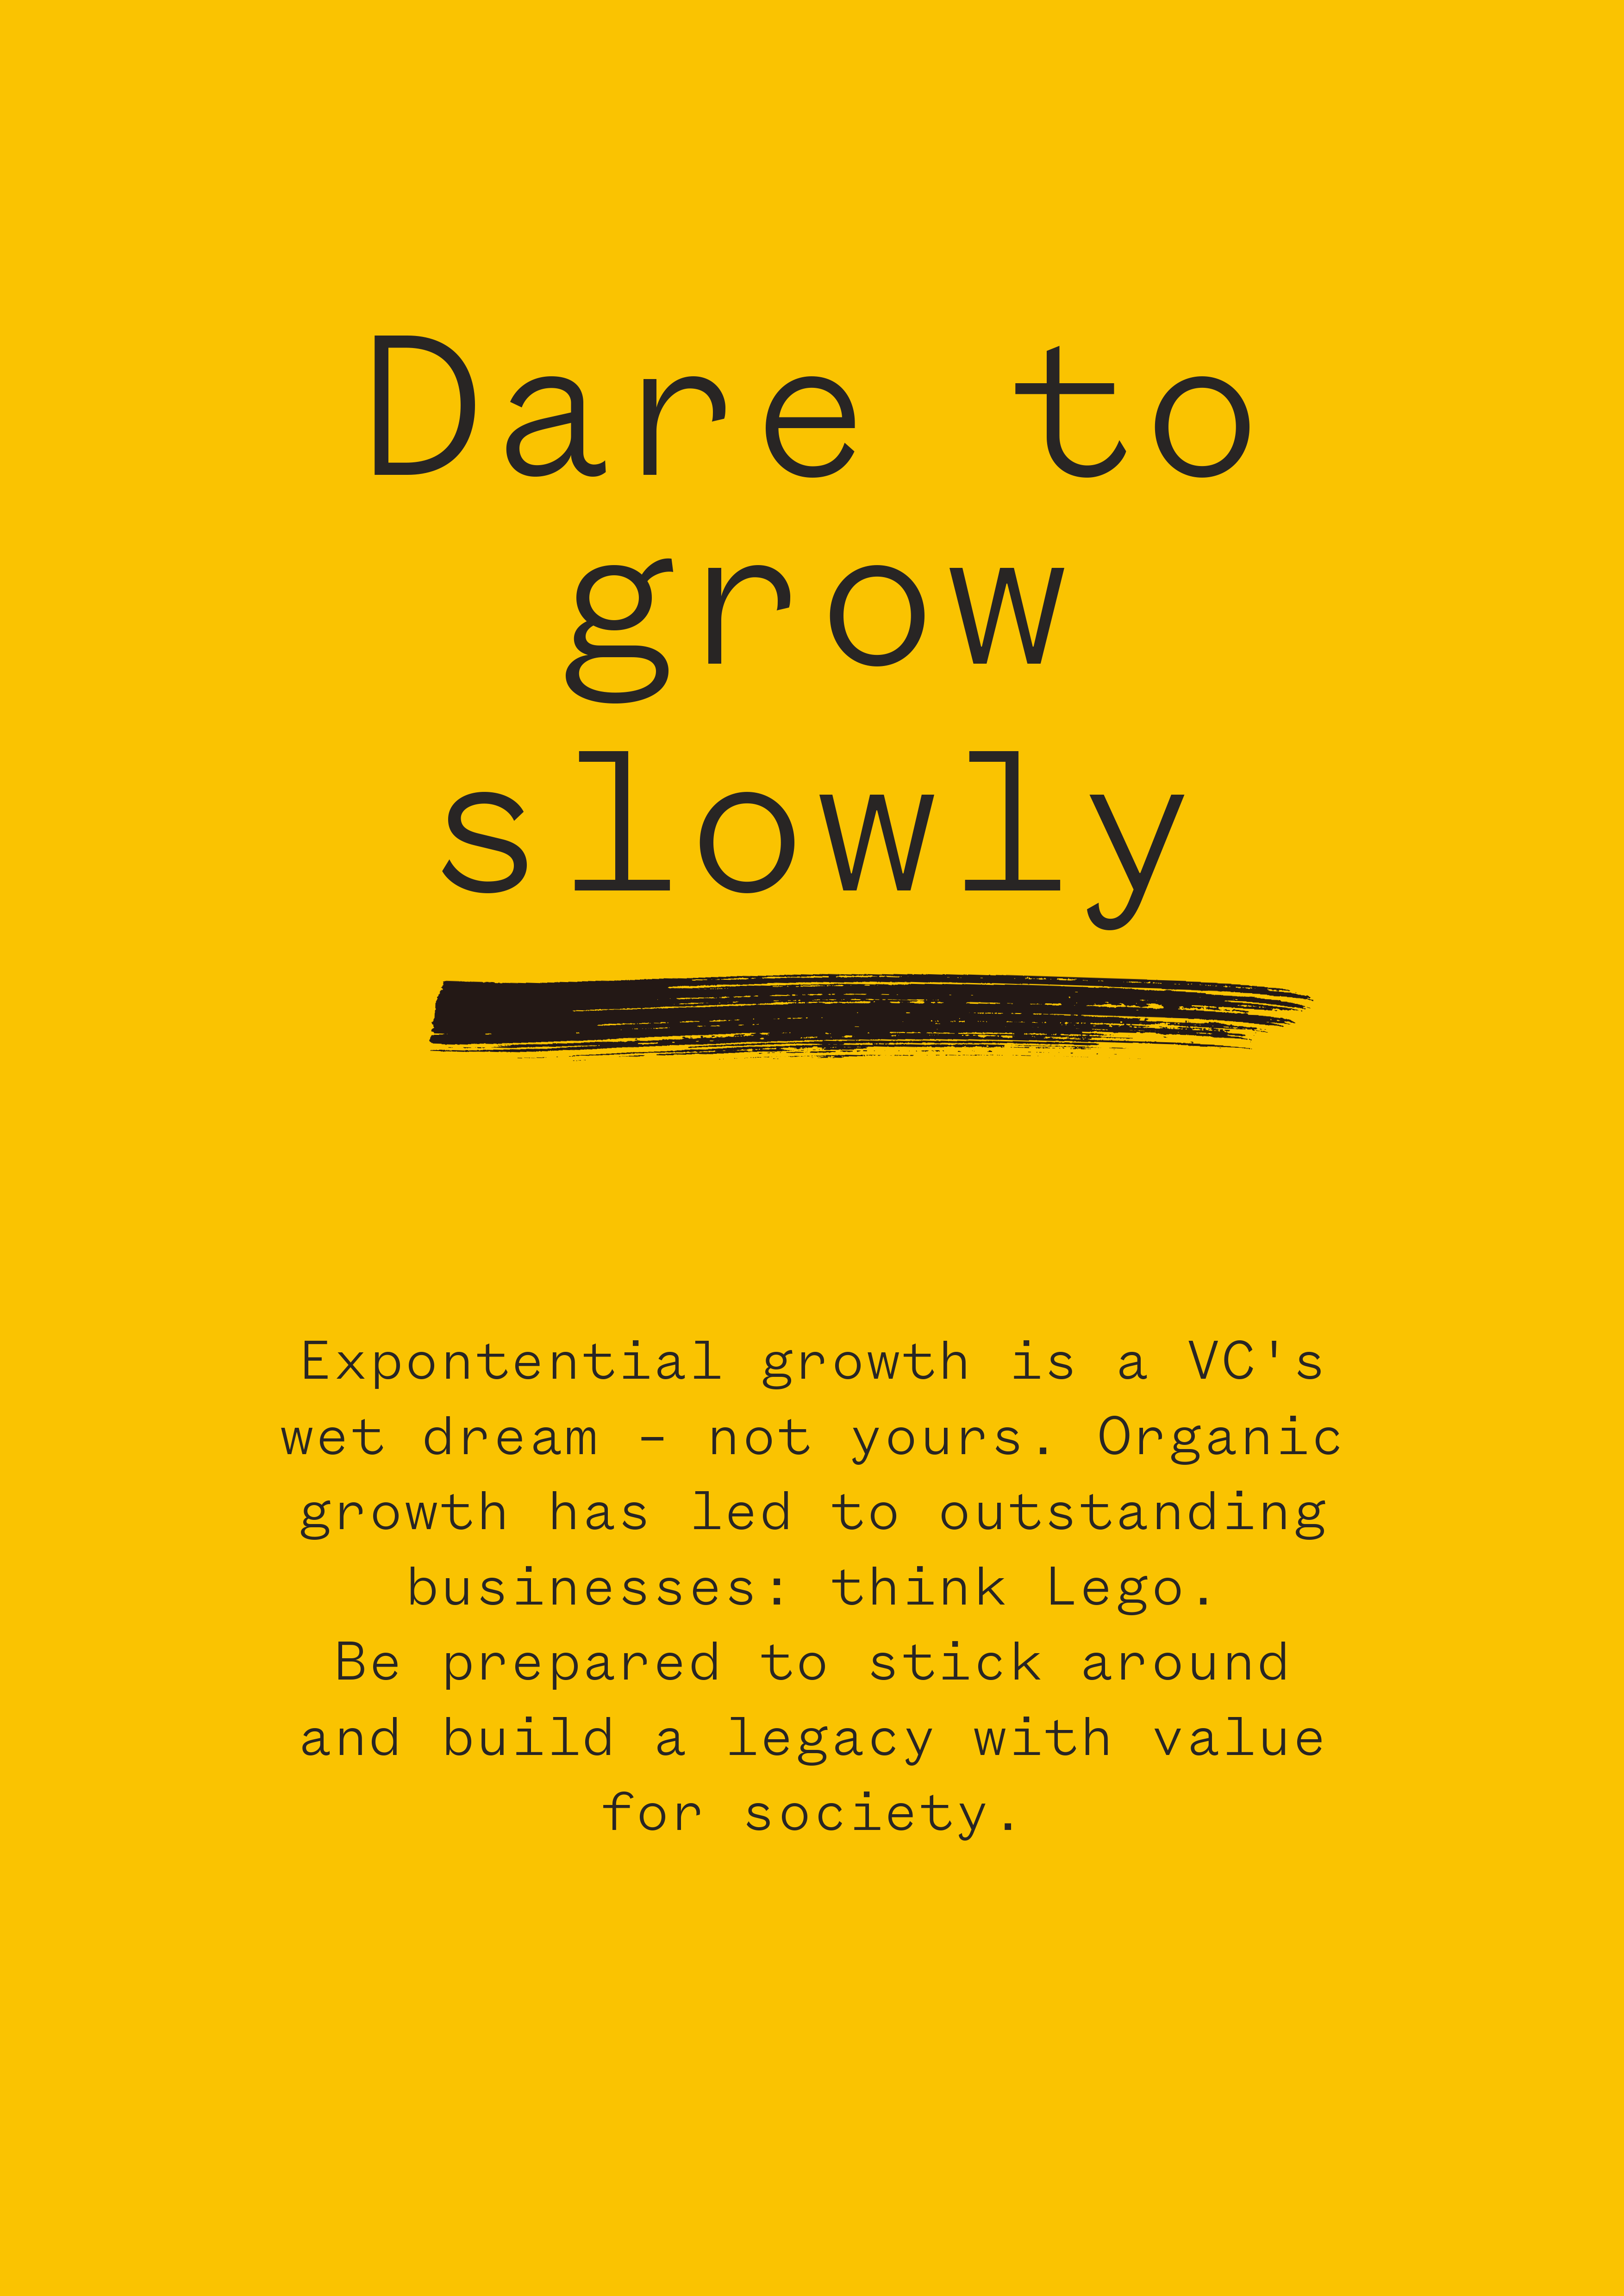 Dare to
grow
slowly
Expontential growth is a VC's
wet dream – not yours. Organic
growth has led to outstanding
businesses: think Lego.
Be prepared to stick around
and build a legacy with value
for society.